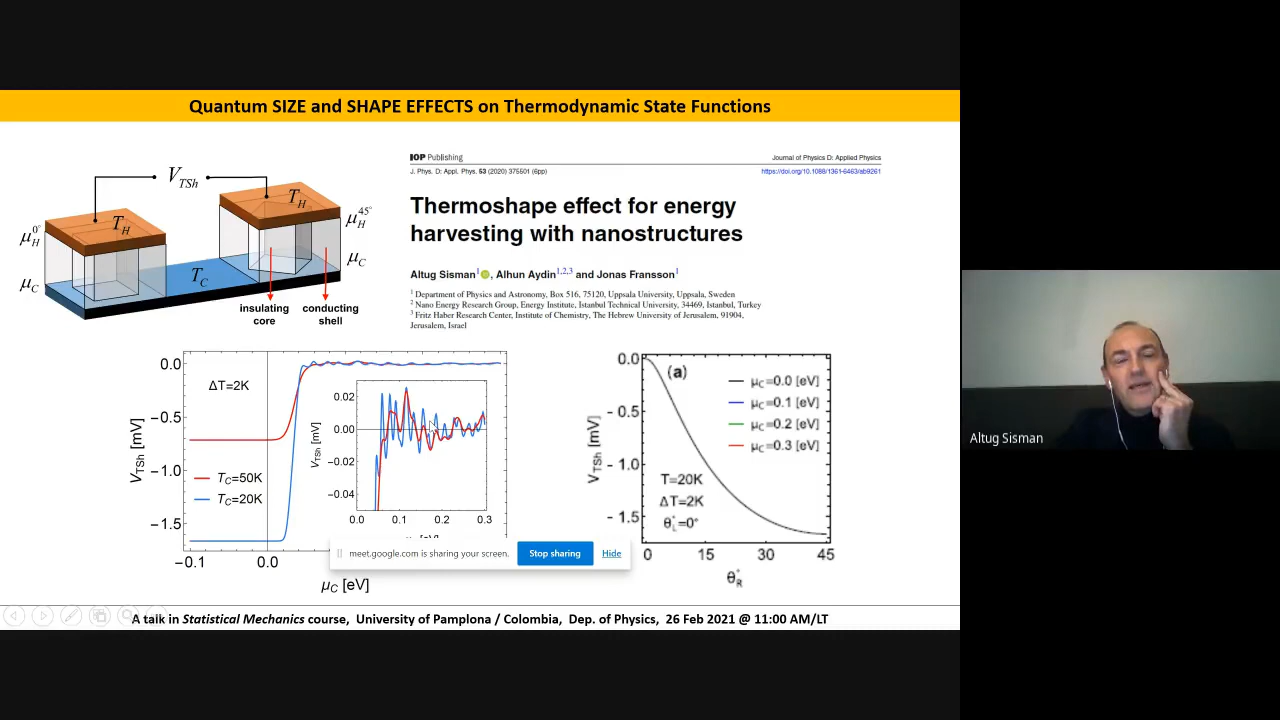 Quantum SIZE and SHAPE EFFECTS on Thermodynamic State Functions
V_TSh
T_H
T_H
μ_H^0°
μ_H^45°
μ_C
μ_C
T_C
insulating
core
conducting
shell
IOP Publishing
Journal of Physics D: Applied Physics
J. Phys. D: Appl. Phys. 53 (2020) 375501 (6pp)
https://doi.org/10.1088/1361-6463/ab9261
Thermoshape effect for energy
harvesting with nanostructures
Altug Sisman1, Alhun Aydin1,2,3 and Jonas Fransson1
1 Department of Physics and Astronomy, Box 516, 75120, Uppsala University, Uppsala, Sweden
2 Nano Energy Research Group, Energy Institute, Istanbul Technical University, 34469, Istanbul, Turkey
3 Fritz Haber Research Center, Institute of Chemistry, The Hebrew University of Jerusalem, 91904,
Jerusalem, Israel
0.0
−0.5
−1.0
−1.5
V_TSh [mV]
ΔT=2K
T_C=50K
T_C=20K
−0.1
0.0
μ_C [eV]
0.02
0.00
−0.02
−0.04
V_TSh [mV]
0.0
0.1
0.2
0.3
0.0
- 0.5
- 1.0
- 1.5
V_TSh [mV]
(a)
μ_C=0.0 [eV]
μ_C=0.1 [eV]
μ_C=0.2 [eV]
μ_C=0.3 [eV]
T=20K
ΔT=2K
θ_L°=0°
0
15
30
45
θ_R°
meet.google.com is sharing your screen.
Stop sharing
Hide
A talk in Statistical Mechanics course, University of Pamplona / Colombia, Dep. of Physics, 26 Feb 2021 @ 11:00 AM/LT
Altug Sisman